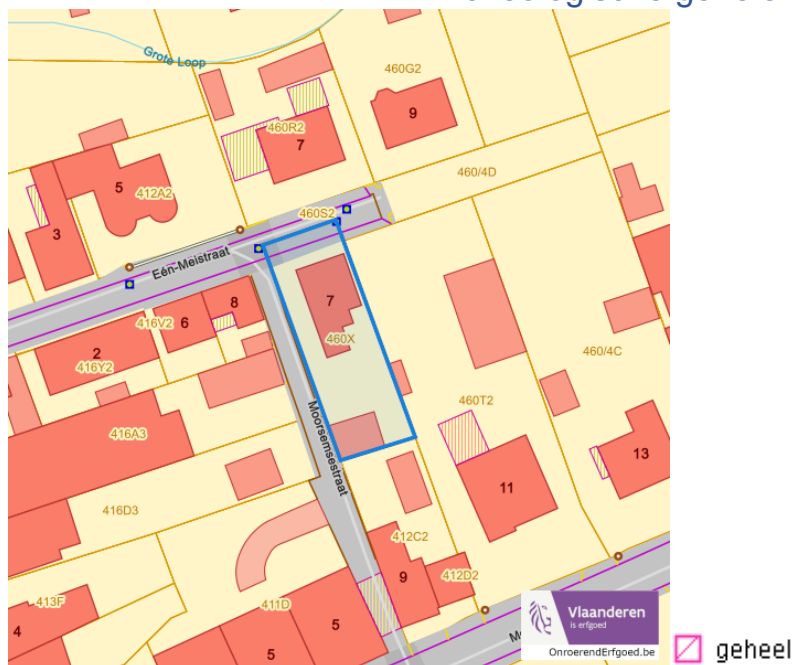 Grote Loop
460G2
460R2
9
7
460/4D
5
412A2
3
460S2
Eén-Meistraat
7
460X
8
6
416V2
2
416Y2
460/4C
460T2
416A3
Moorsemsestraat
13
11
416D3
412C2
9
412D2
413F
411D
4
5
5
Vlaanderen
is erfgoed
OnroerendErfgoed.be
geheel